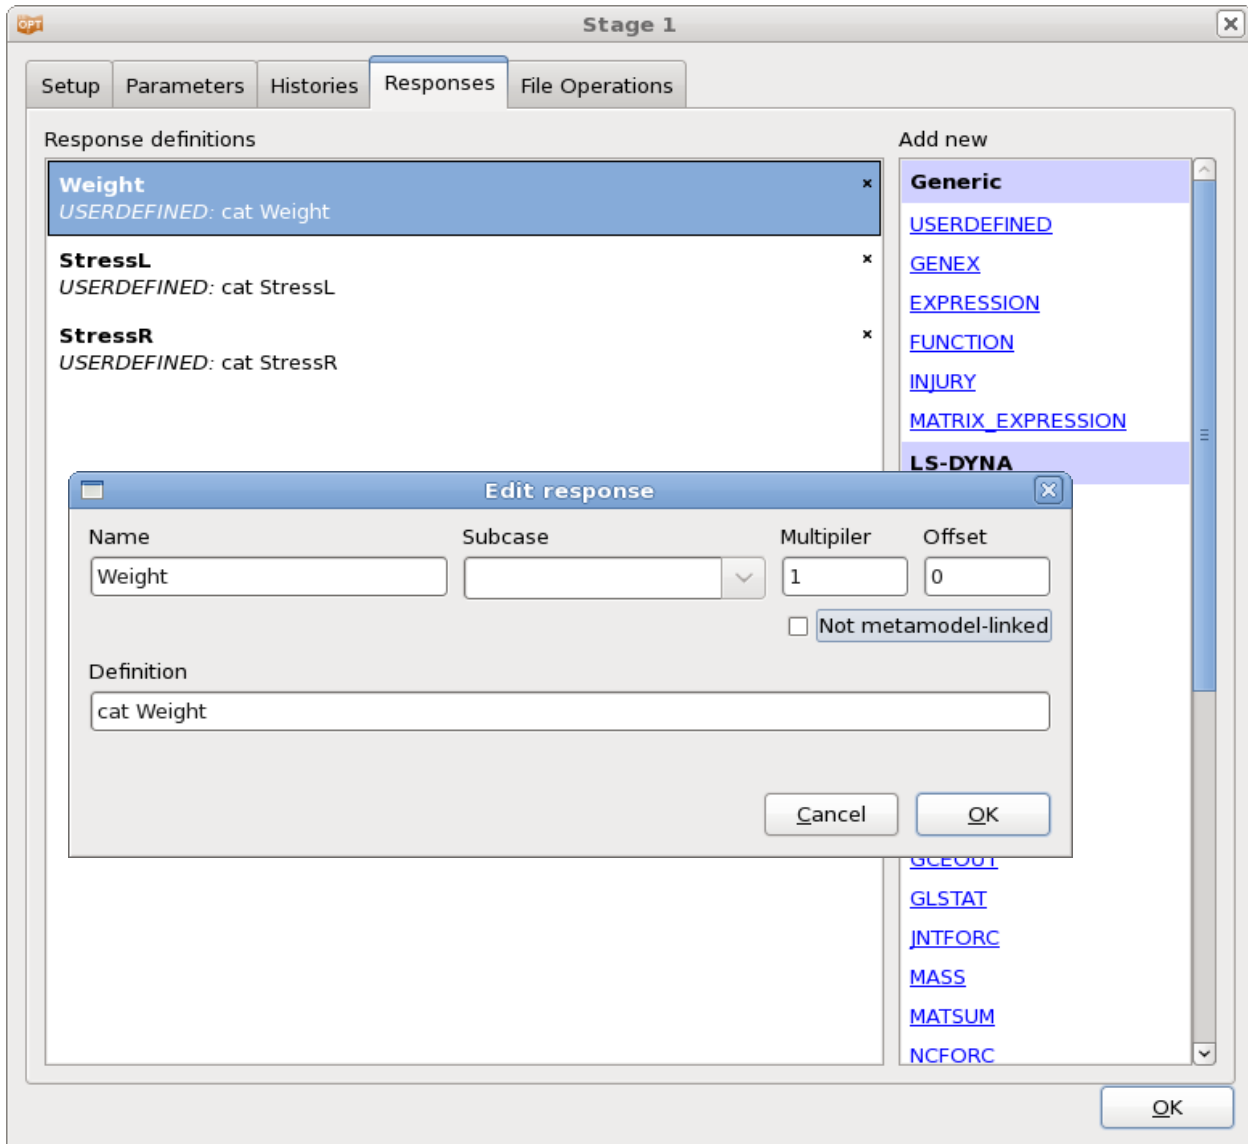 OPT
Stage 1
Setup
Parameters
Histories
Responses
File Operations
Response definitions
Weight
USERDEFINED: cat Weight
StressL
USERDEFINED: cat StressL
StressR
USERDEFINED: cat StressR
Add new
Generic
USERDEFINED
GENEX
EXPRESSION
FUNCTION
INJURY
MATRIX_EXPRESSION
LS-DYNA
Edit response
Name
Subcase
Multipiler
Offset
Weight
1
0
Not metamodel-linked
Definition
cat Weight
Cancel
OK
GCEOUT
GLSTAT
JNTFORC
MASS
MATSUM
NCFORC
OK